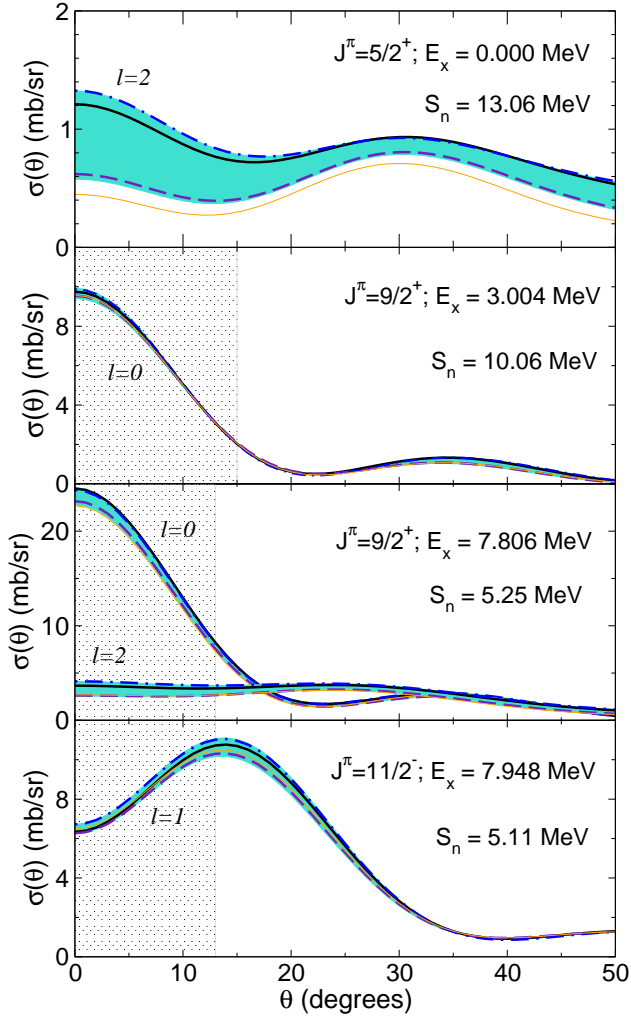 2
l=2
J^π=5/2^+; E_x = 0.000 MeV
S_n = 13.06 MeV
σ(θ) (mb/sr)
1
0
J^π=9/2^+; E_x = 3.004 MeV
8
l=0
S_n = 10.06 MeV
σ(θ) (mb/sr)
4
0
l=0
J^π=9/2^+; E_x = 7.806 MeV
20
S_n = 5.25 MeV
σ(θ) (mb/sr)
10
l=2
0
J^π=11/2^-; E_x = 7.948 MeV
8
l=1
S_n = 5.11 MeV
σ(θ) (mb/sr)
4
0
0 10 20 30 40 50
θ (degrees)